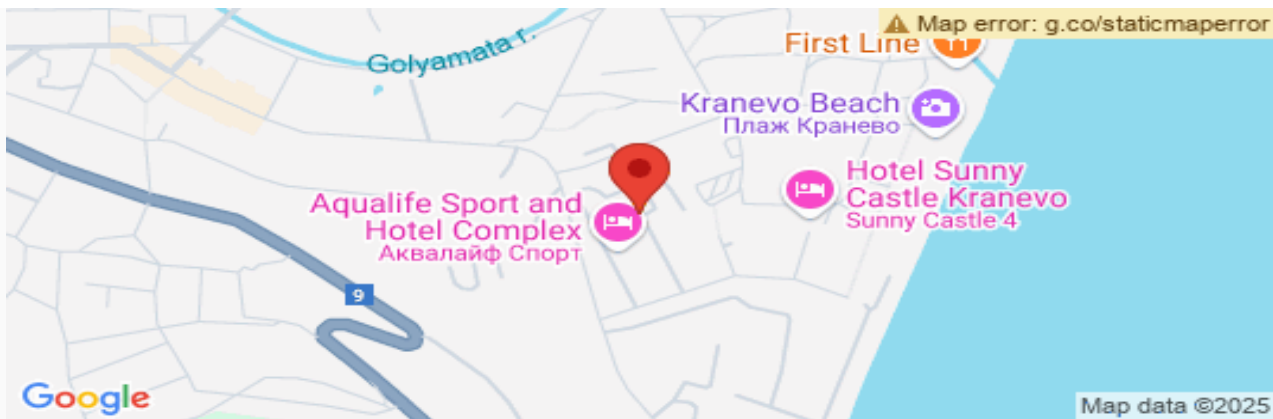 Map error: g.co/staticmaperror
First Line
Golyamata r.
Kranevo Beach
Плаж Кранево
Hotel Sunny
Castle Kranevo
Sunny Castle 4
Aqualife Sport and
Hotel Complex
Аквалайф Спорт
9
Google
Map data ©2025